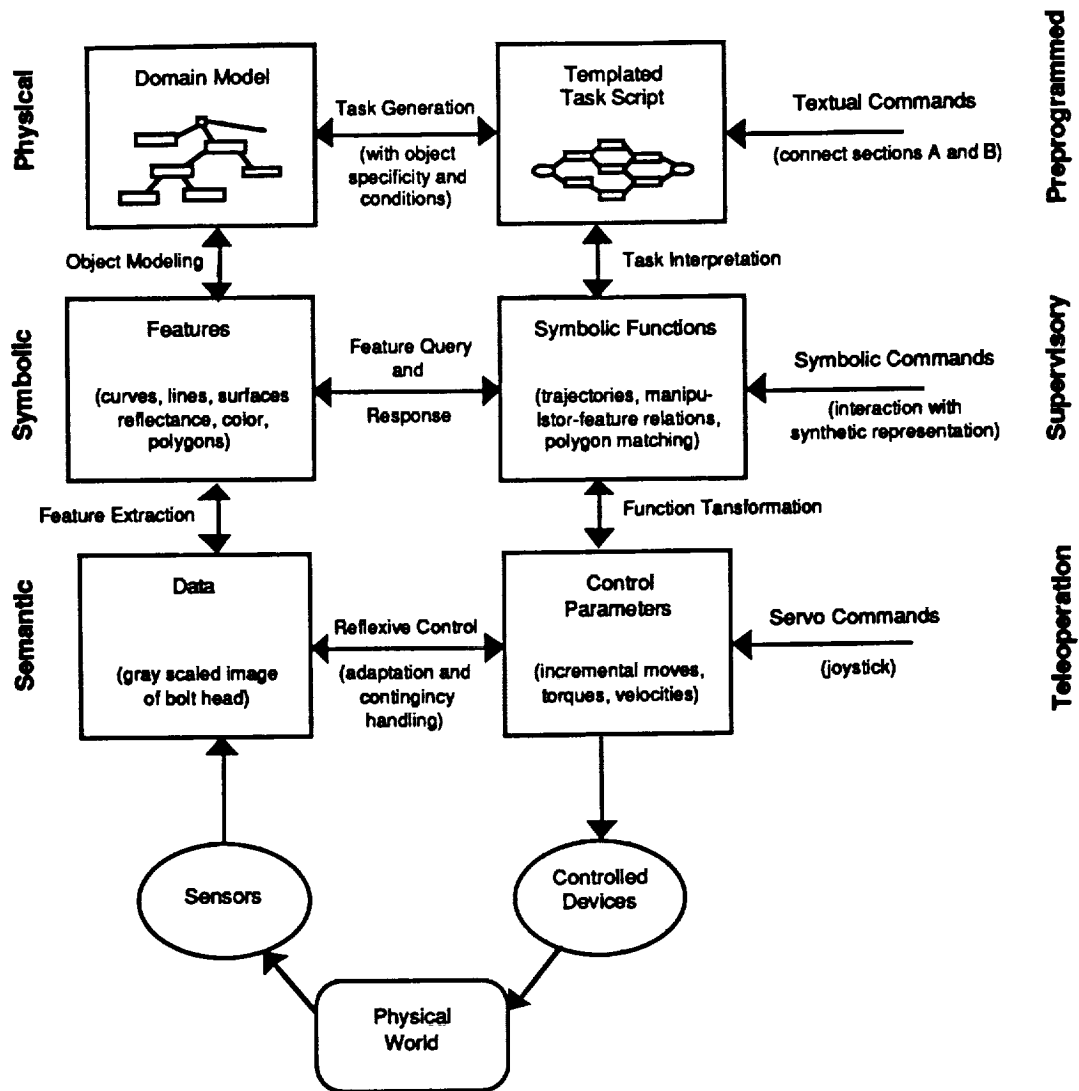 Physical
Domain Model
Task Generation
(with object
specificity and
conditions)
Templated
Task Script
Textual Commands
(connect sections A and B)
Preprogrammed
Object Modeling
Task Interpretation
Symbolic
Features
(curves, lines, surfaces
reflectance, color,
polygons)
Feature Query
and
Response
Symbolic Functions
(trajectories, manipu-
lstor-feature relations,
polygon matching)
Symbolic Commands
(interaction with
synthetic representation)
Supervisory
Feature Extraction
Function Tansformation
Semantic
Data
(gray scaled image
of bolt head)
Reflexive Control
(adaptation and
contingency
handling)
Control
Parameters
(incremental moves,
torques, velocities)
Servo Commands
(joystick)
Teleoperation
Sensors
Controlled
Devices
Physical
World